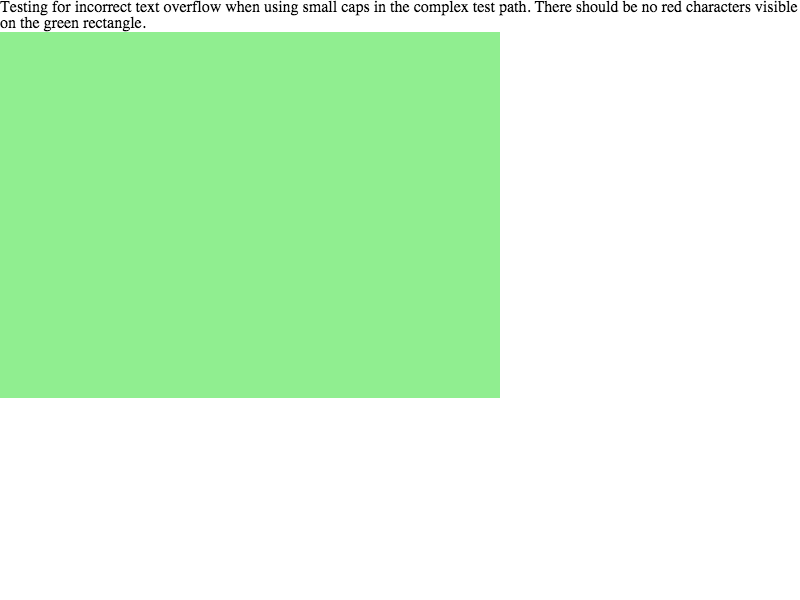 Testing for incorrect text overflow when using small caps in the complex test path. There should be no red characters visible
on the green rectangle.